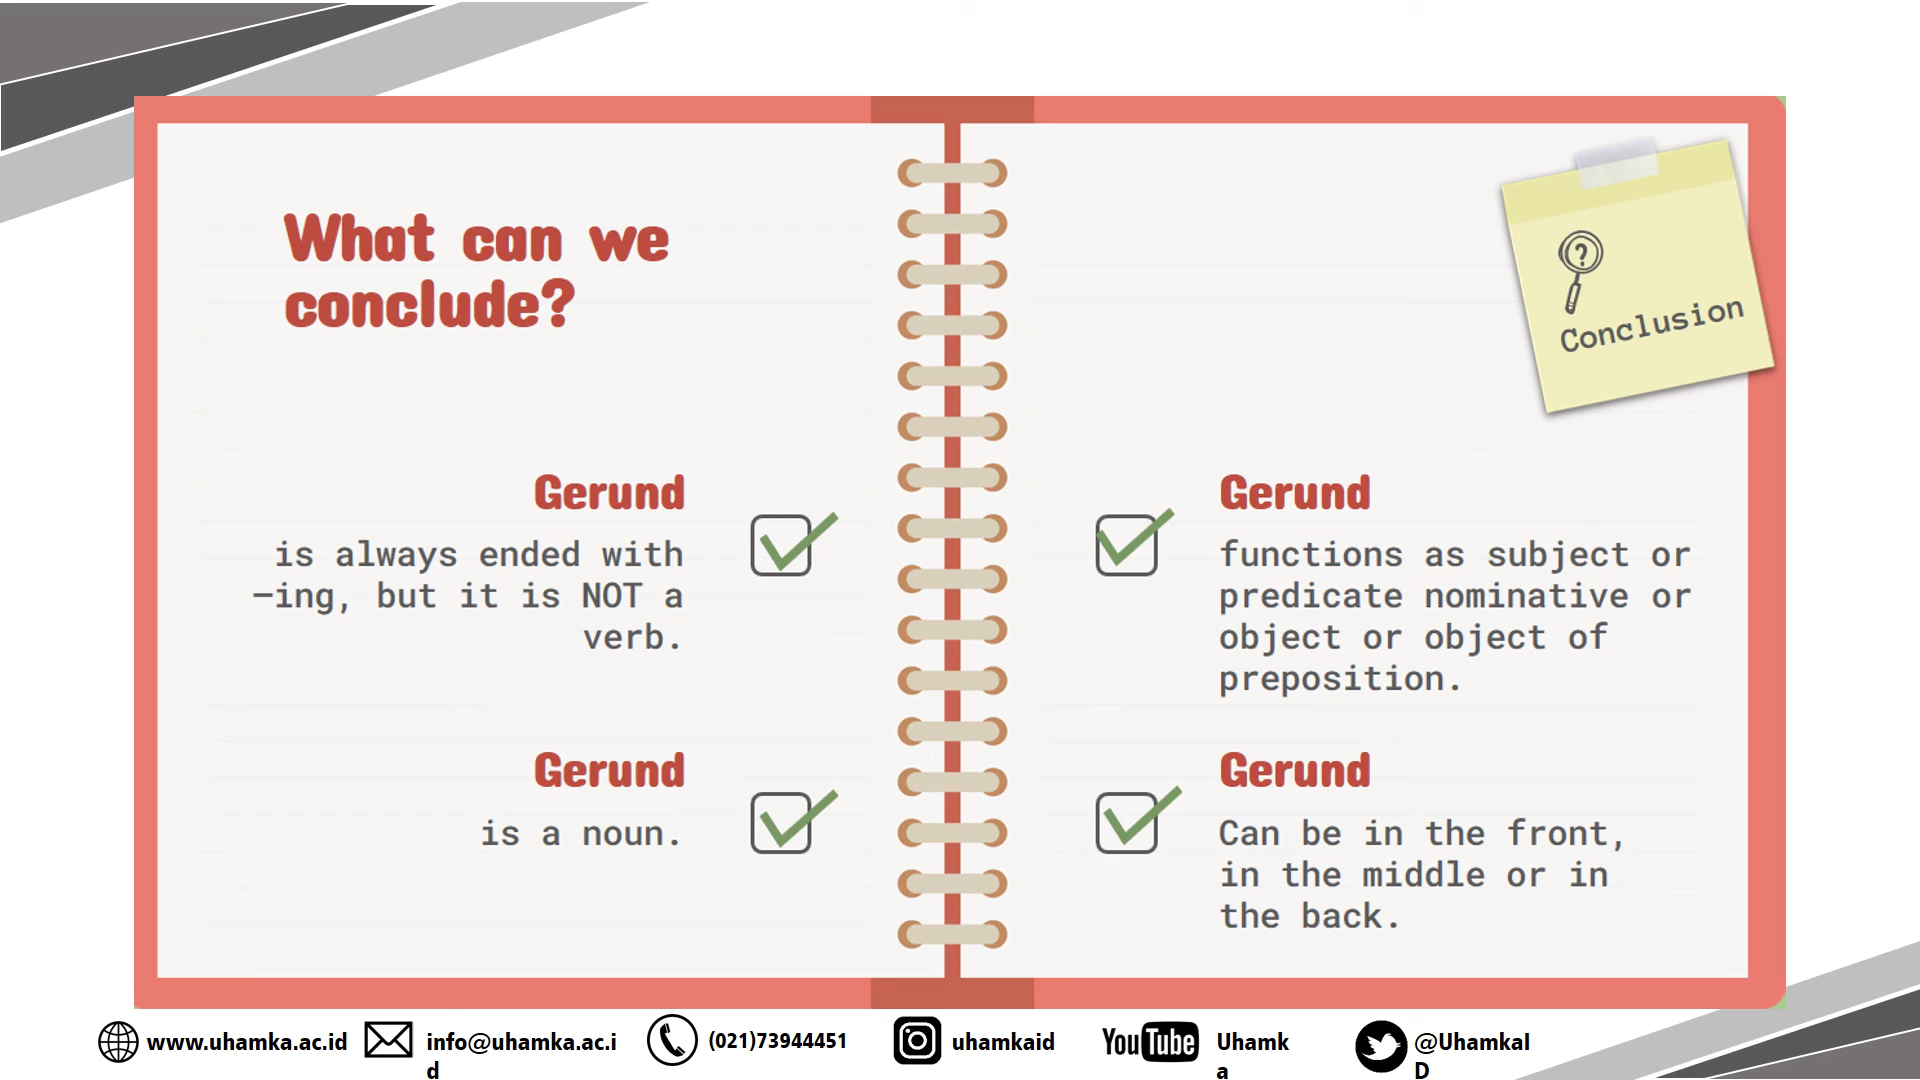 What can we
conclude?
Conclusion
Gerund
is always ended with
–ing, but it is NOT a
verb.
Gerund
functions as subject or
predicate nominative or
object or object of
preposition.
Gerund
is a noun.
Gerund
Can be in the front,
in the middle or in
the back.
www.uhamka.ac.id
info@uhamka.ac.i
d
(021)73944451
uhamkaid
YouTube
Uhamk
a
@UhamkaI
D